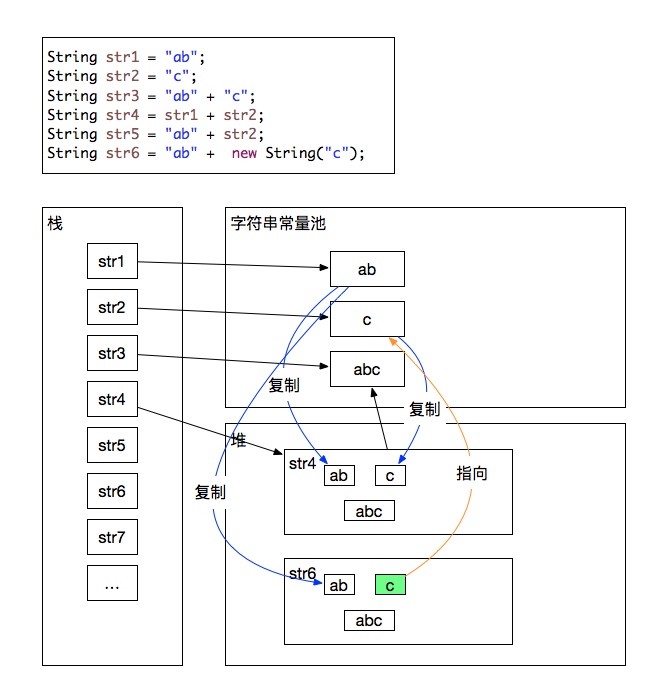 String str1 = "ab";
String str2 = "c";
String str3 = "ab" + "c";
String str4 = str1 + str2;
String str5 = "ab" + str2;
String str6 = "ab" +  new String("c");
栈
str1
str2
str3
str4
str5
str6
str7
...
字符串常量池
ab
c
abc
复制
复制
复制
指向
堆
str4
ab
c
abc
str6
ab
c
abc